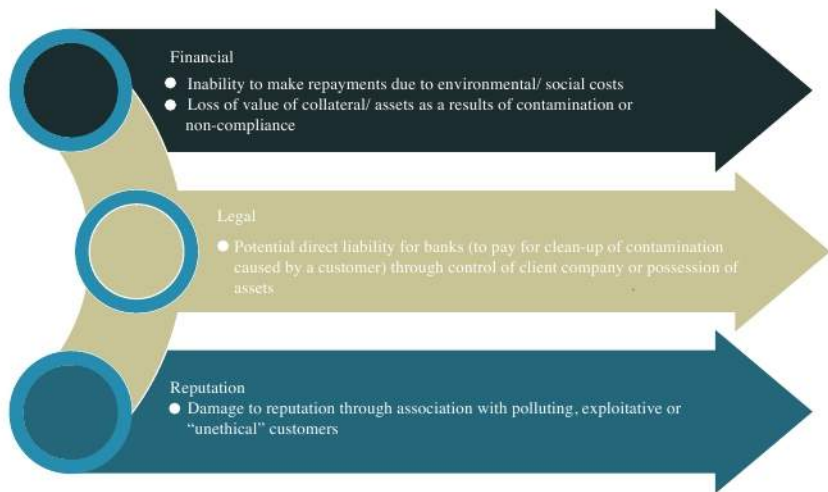 Financial
● Inability to make repayments due to environmental/ social costs
● Loss of value of collateral/ assets as a results of contamination or
non-compliance
Legal
● Potential direct liability for banks (to pay for clean-up of contamination
caused by a customer) through control of client company or possession of
assets
Reputation
● Damage to reputation through association with polluting, exploitative or
“unethical” customers